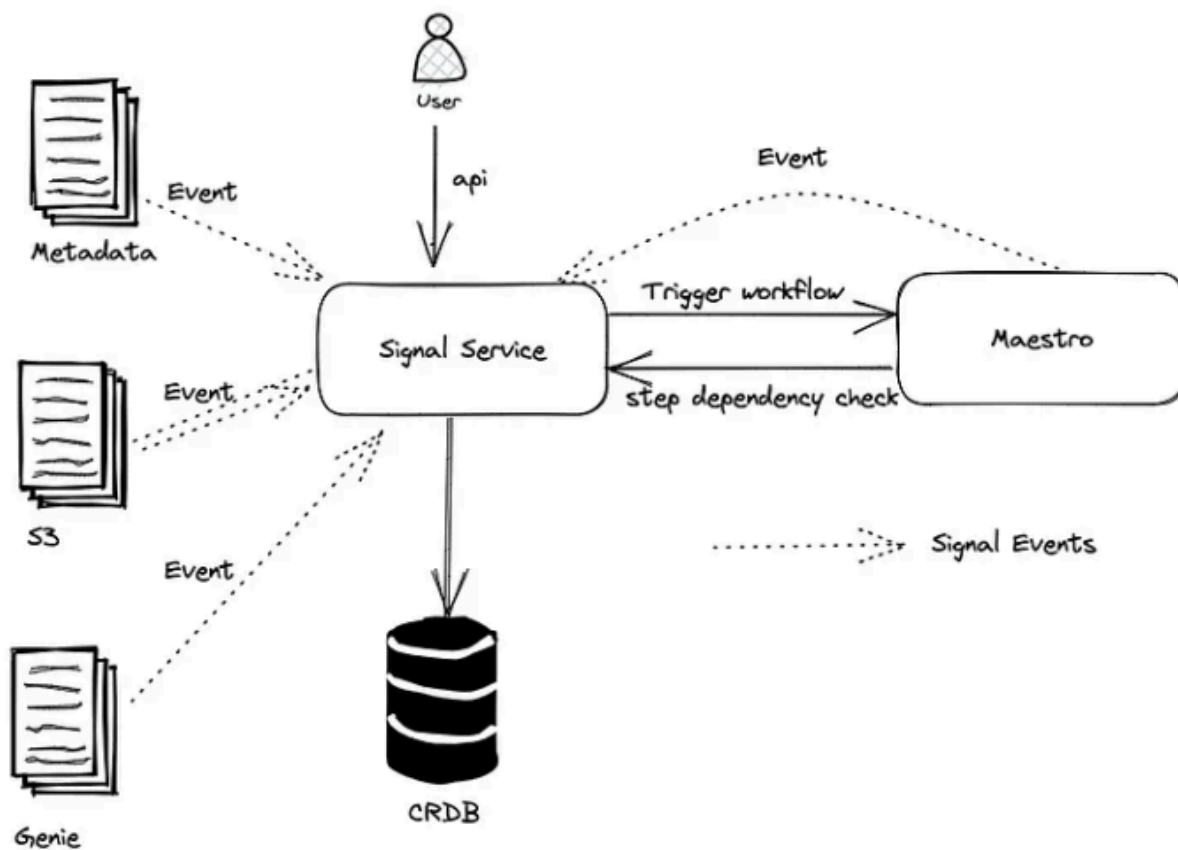 User
Event
api
Event
Metadata
Trigger workflow
Signal Service
Maestro
Event
step dependency check
S3
Signal Events
Event
CRDB
Genie